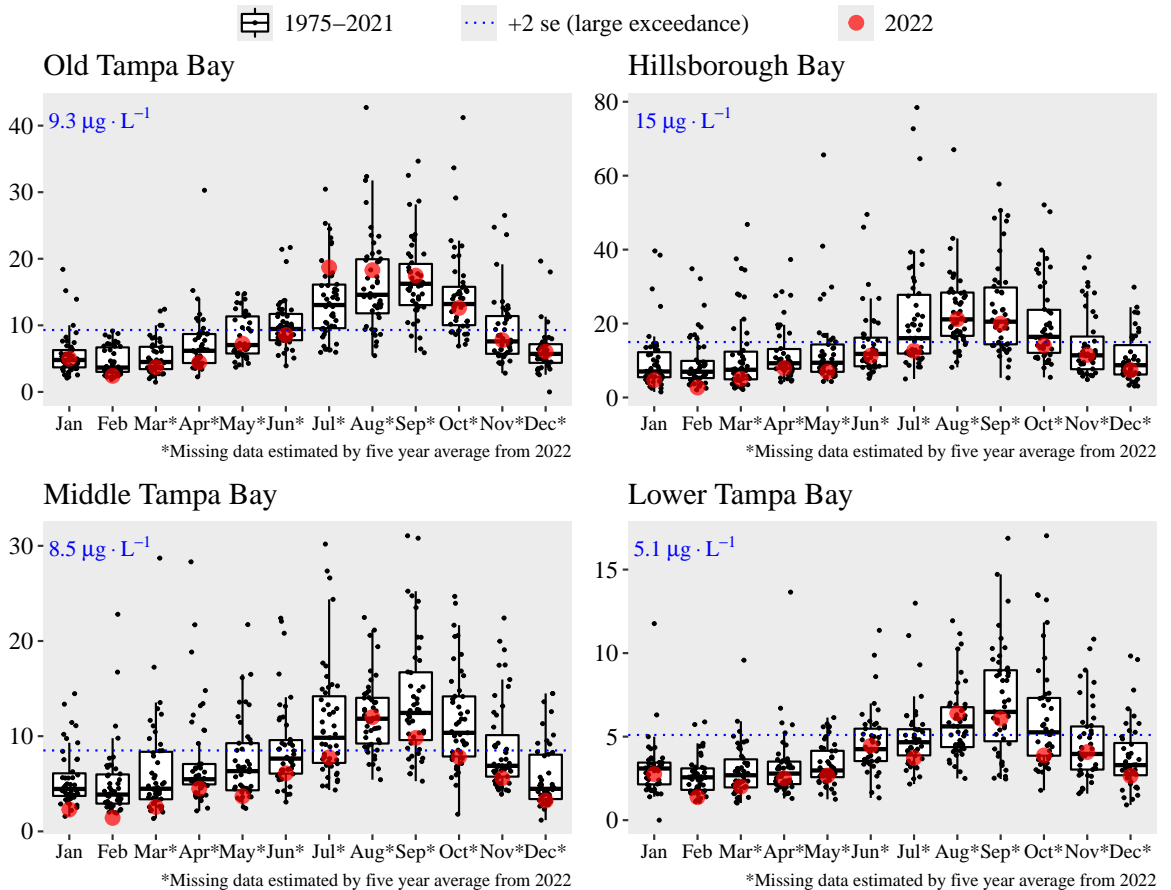 1975–2021 +2 se (large exceedance) 2022
Old Tampa Bay
9.3 µg · L⁻¹
40
30
20
10
0
Jan Feb Mar* Apr* May* Jun* Jul* Aug* Sep* Oct* Nov* Dec*
*Missing data estimated by five year average from 2022
Hillsborough Bay
15 µg · L⁻¹
80
60
40
20
0
Jan Feb Mar* Apr* May* Jun* Jul* Aug* Sep* Oct* Nov* Dec*
*Missing data estimated by five year average from 2022
Middle Tampa Bay
8.5 µg · L⁻¹
30
20
10
0
Jan Feb Mar* Apr* May* Jun* Jul* Aug* Sep* Oct* Nov* Dec*
*Missing data estimated by five year average from 2022
Lower Tampa Bay
5.1 µg · L⁻¹
15
10
5
0
Jan Feb Mar* Apr* May* Jun* Jul* Aug* Sep* Oct* Nov* Dec*
*Missing data estimated by five year average from 2022